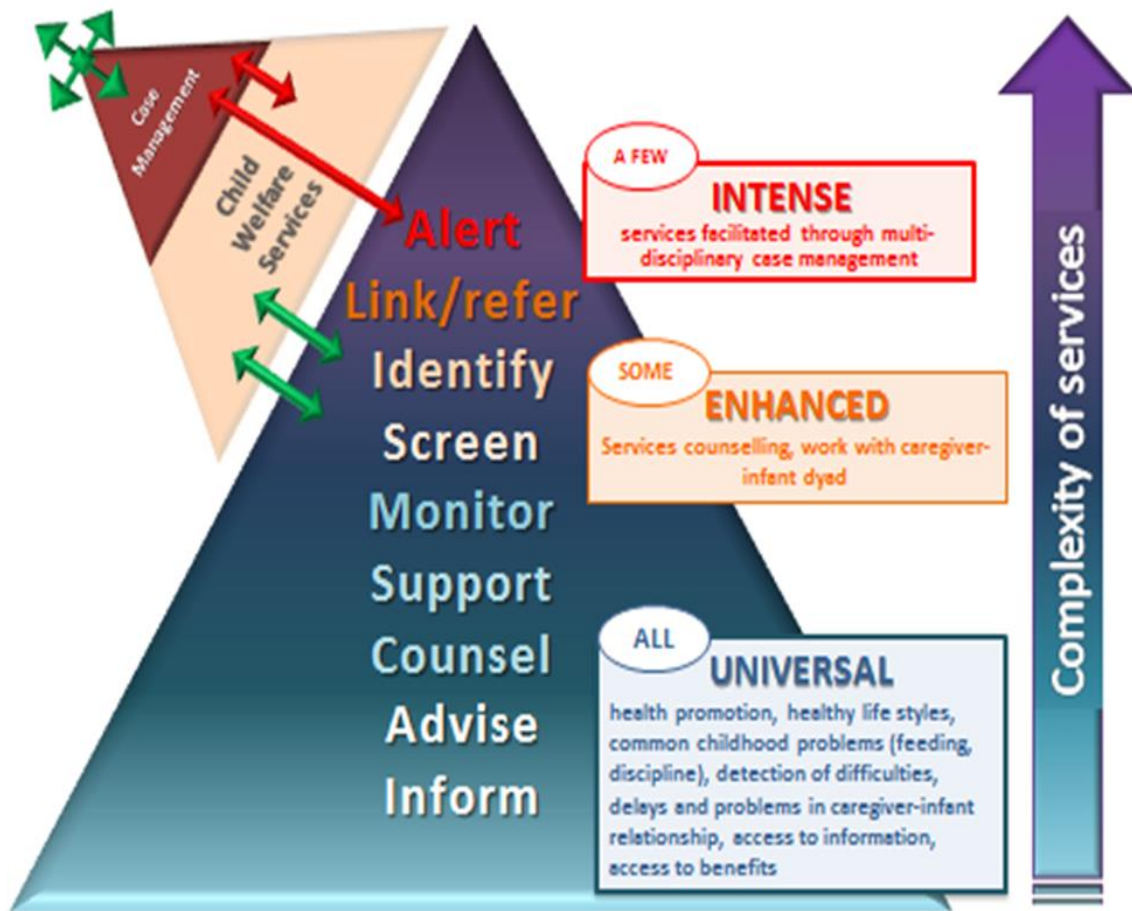 Case
Management
Child
Welfare
Services
Alert
Link/refer
Identify
Screen
Monitor
Support
Counsel
Advise
Inform
A FEW
INTENSE
services facilitated through multi-
disciplinary case management
SOME
ENHANCED
Services counselling, work with caregiver-
infant dyad
ALL
UNIVERSAL
health promotion, healthy life styles,
common childhood problems (feeding,
discipline), detection of difficulties,
delays and problems in caregiver-infant
relationship, access to information,
access to benefits
Complexity of services